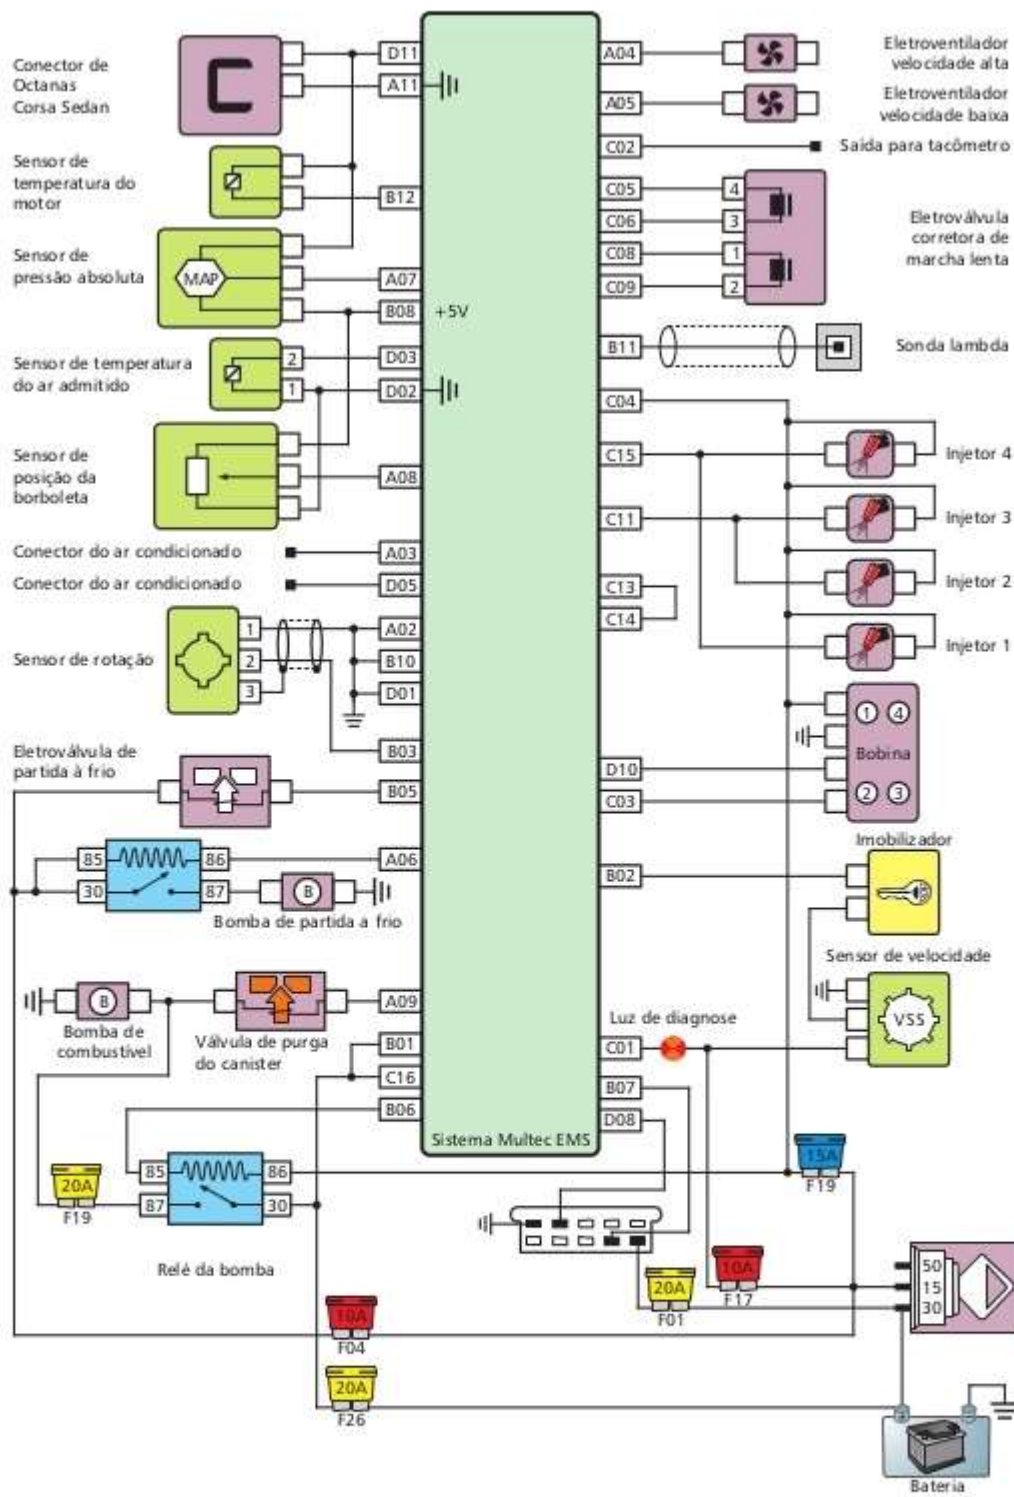 Conector de
Octanas
Corsa Sedan
D11
A11
Sensor de
temperatura do
motor
B12
Sensor de
pressão absoluta
MAP
A07
B08
+5V
Sensor de temperatura
do ar admitido
2
1
D03
D02
Sensor de
posição da
borboleta
A08
Conector do ar condicionado
A03
Conector do ar condicionado
D05
Sensor de rotação
1
2
3
A02
B10
D01
B03
Eletroválvula de
partida à frio
B05
85
86
30
87
A06
B
Bomba de partida a frio
B
Bomba de
combustível
Válvula de purga
do canister
A09
B01
C16
B06
Sistema Multec EMS
20A
F19
85
86
87
30
Relé da bomba
10A
F04
20A
F26
A04
Eletroventilador
velocidade alta
A05
Eletroventilador
velocidade baixa
C02
Saída para tacômetro
C05
C06
C08
C09
4
3
1
2
Eletroválvula
corretora de
marcha lenta
B11
Sonda lambda
C04
C15
Injetor 4
C11
Injetor 3
C13
Injetor 2
C14
Injetor 1
1
4
Bobina
2
3
D10
C03
Imobilizador
B02
Sensor de velocidade
VSS
Luz de diagnose
C01
B07
D08
15A
F19
10A
F17
20A
F01
50
15
30
Bateria